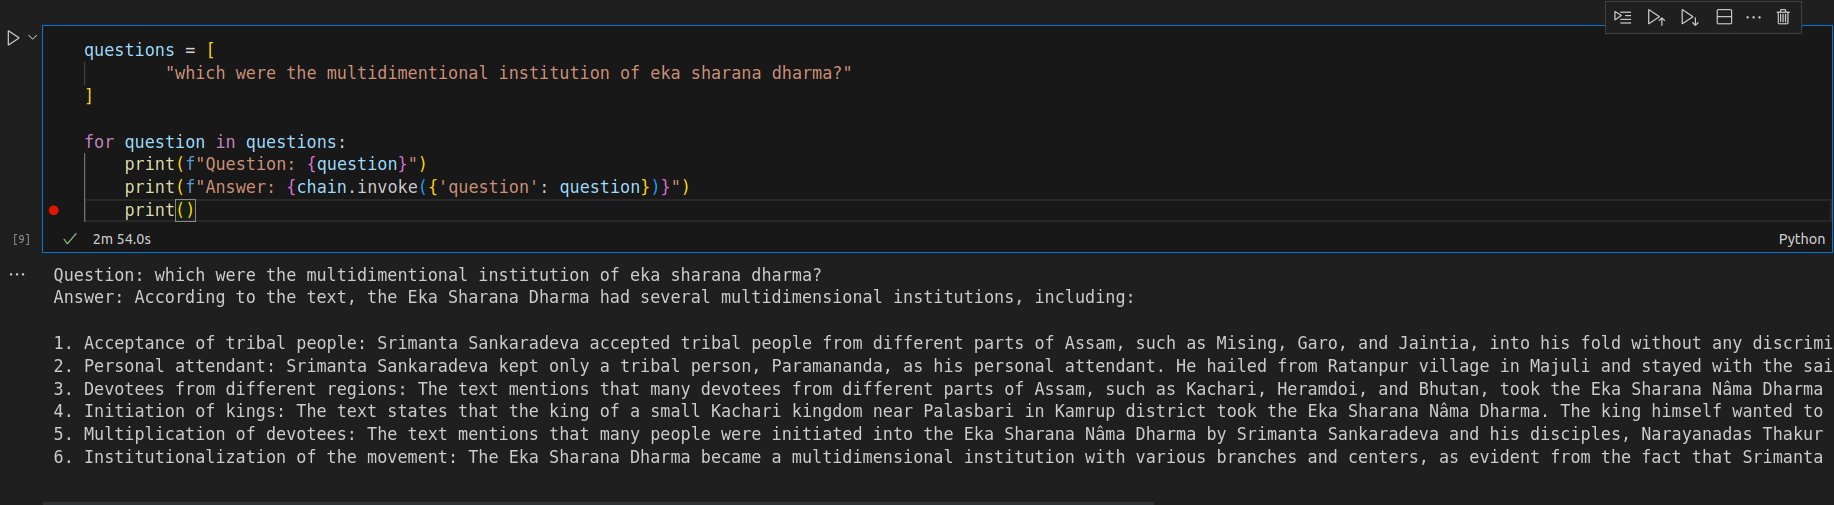 questions = [
"which were the multidimentional institution of eka sharana dharma?"
]
for question in questions:
print(f"Question: {question}")
print(f"Answer: {chain.invoke({'question': question})}")
print()
[9] 2m 54.0s Python
Question: which were the multidimentional institution of eka sharana dharma?
Answer: According to the text, the Eka Sharana Dharma had several multidimensional institutions, including:
1. Acceptance of tribal people: Srimanta Sankaradeva accepted tribal people from different parts of Assam, such as Mising, Garo, and Jaintia, into his fold without any discrimi
2. Personal attendant: Srimanta Sankaradeva kept only a tribal person, Paramananda, as his personal attendant. He hailed from Ratanpur village in Majuli and stayed with the sai
3. Devotees from different regions: The text mentions that many devotees from different parts of Assam, such as Kachari, Heramdoi, and Bhutan, took the Eka Sharana Nâma Dharma
4. Initiation of kings: The text states that the king of a small Kachari kingdom near Palasbari in Kamrup district took the Eka Sharana Nâma Dharma. The king himself wanted to
5. Multiplication of devotees: The text mentions that many people were initiated into the Eka Sharana Nâma Dharma by Srimanta Sankaradeva and his disciples, Narayanadas Thakur
6. Institutionalization of the movement: The Eka Sharana Dharma became a multidimensional institution with various branches and centers, as evident from the fact that Srimanta